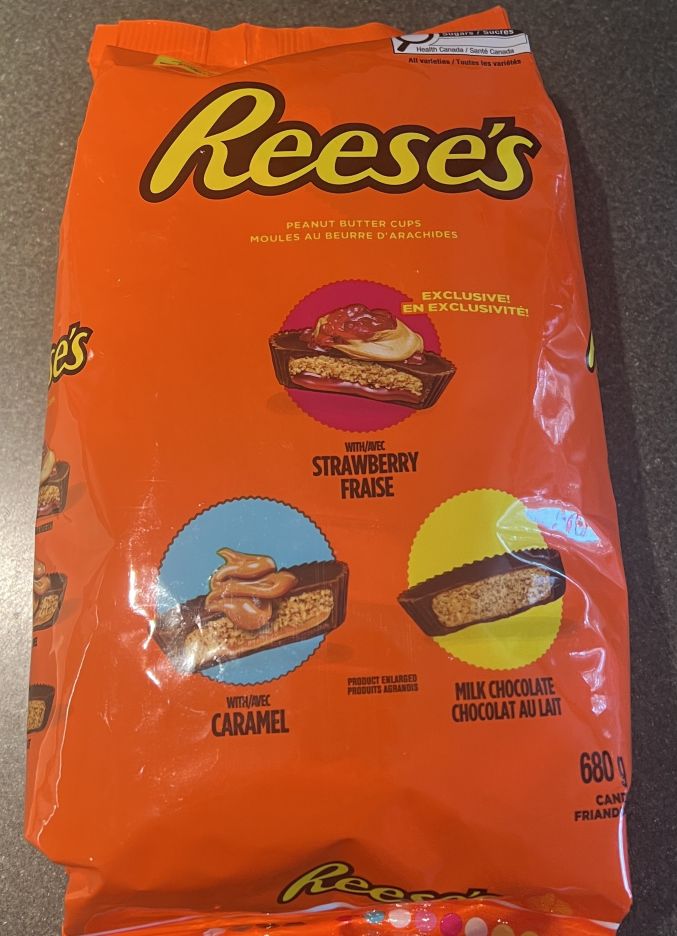 Sugars / Sucres
Health Canada / Santé Canada
All varieties / Toutes les variétés
Reese's
PEANUT BUTTER CUPS
MOULES AU BEURRE D'ARACHIDES
EXCLUSIVE!
EN EXCLUSIVITÉ!
WITH/AVEC
STRAWBERRY
FRAISE
WITH/AVEC
CARAMEL
PRODUCT ENLARGED
PRODUITS AGRANDIS
MILK CHOCOLATE
CHOCOLAT AU LAIT
680 g
CAND
FRIAND
Reese's
e's